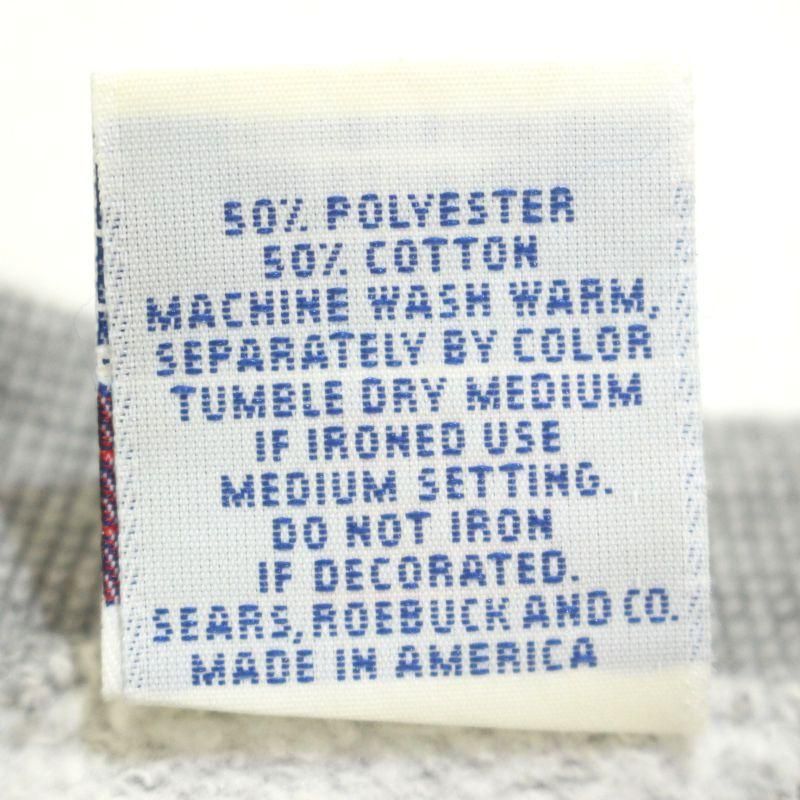 50% POLYESTER
50% COTTON
MACHINE WASH WARM,
SEPARATELY BY COLOR
TUMBLE DRY MEDIUM
IF IRONED USE
MEDIUM SETTING.
DO NOT IRON
IF DECORATED.
SEARS, ROEBUCK AND CO.
MADE IN AMERICA